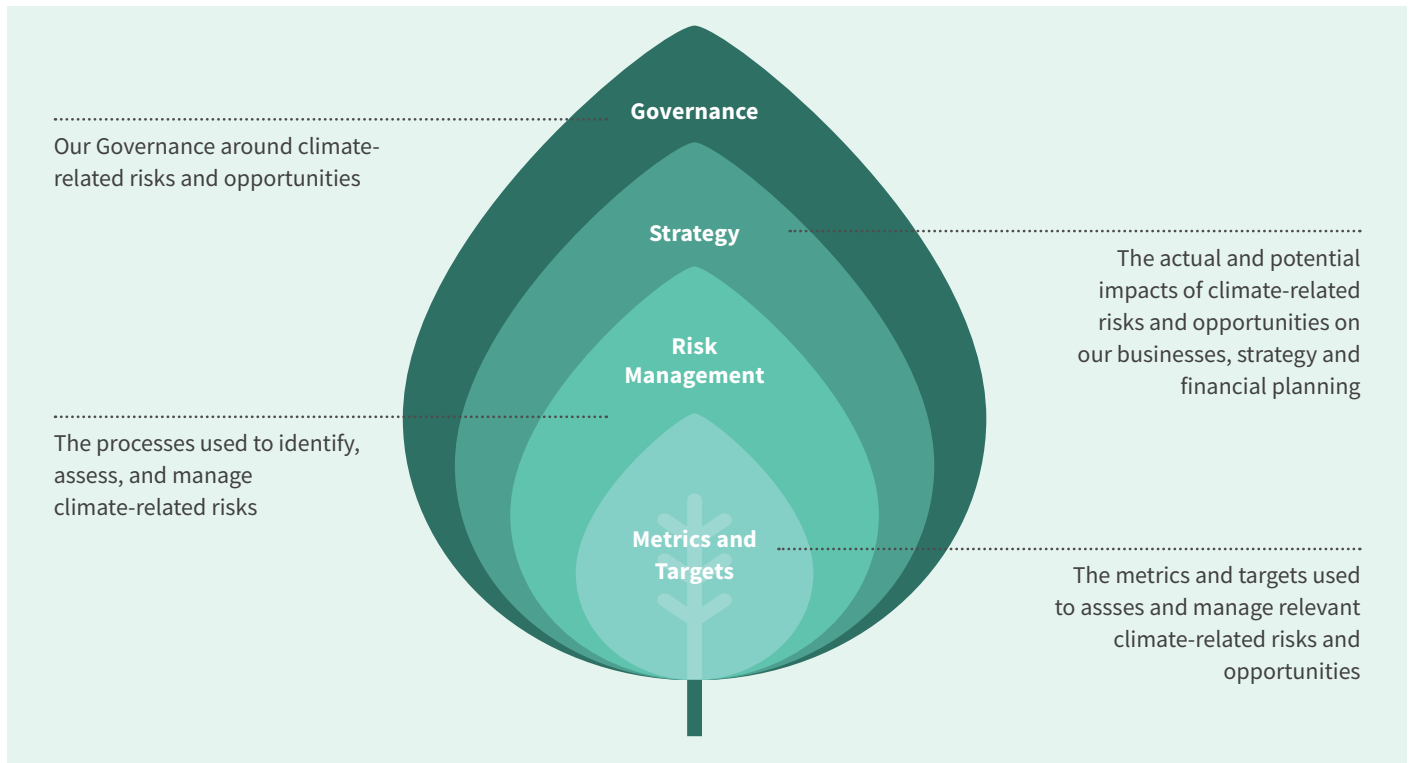 Governance
Our Governance around climate-
related risks and opportunities
Strategy
The actual and potential
impacts of climate-related
risks and opportunities on
our businesses, strategy and
financial planning
Risk
Management
The processes used to identify,
assess, and manage
climate-related risks
Metrics and
Targets
The metrics and targets used
to assses and manage relevant
climate-related risks and
opportunities